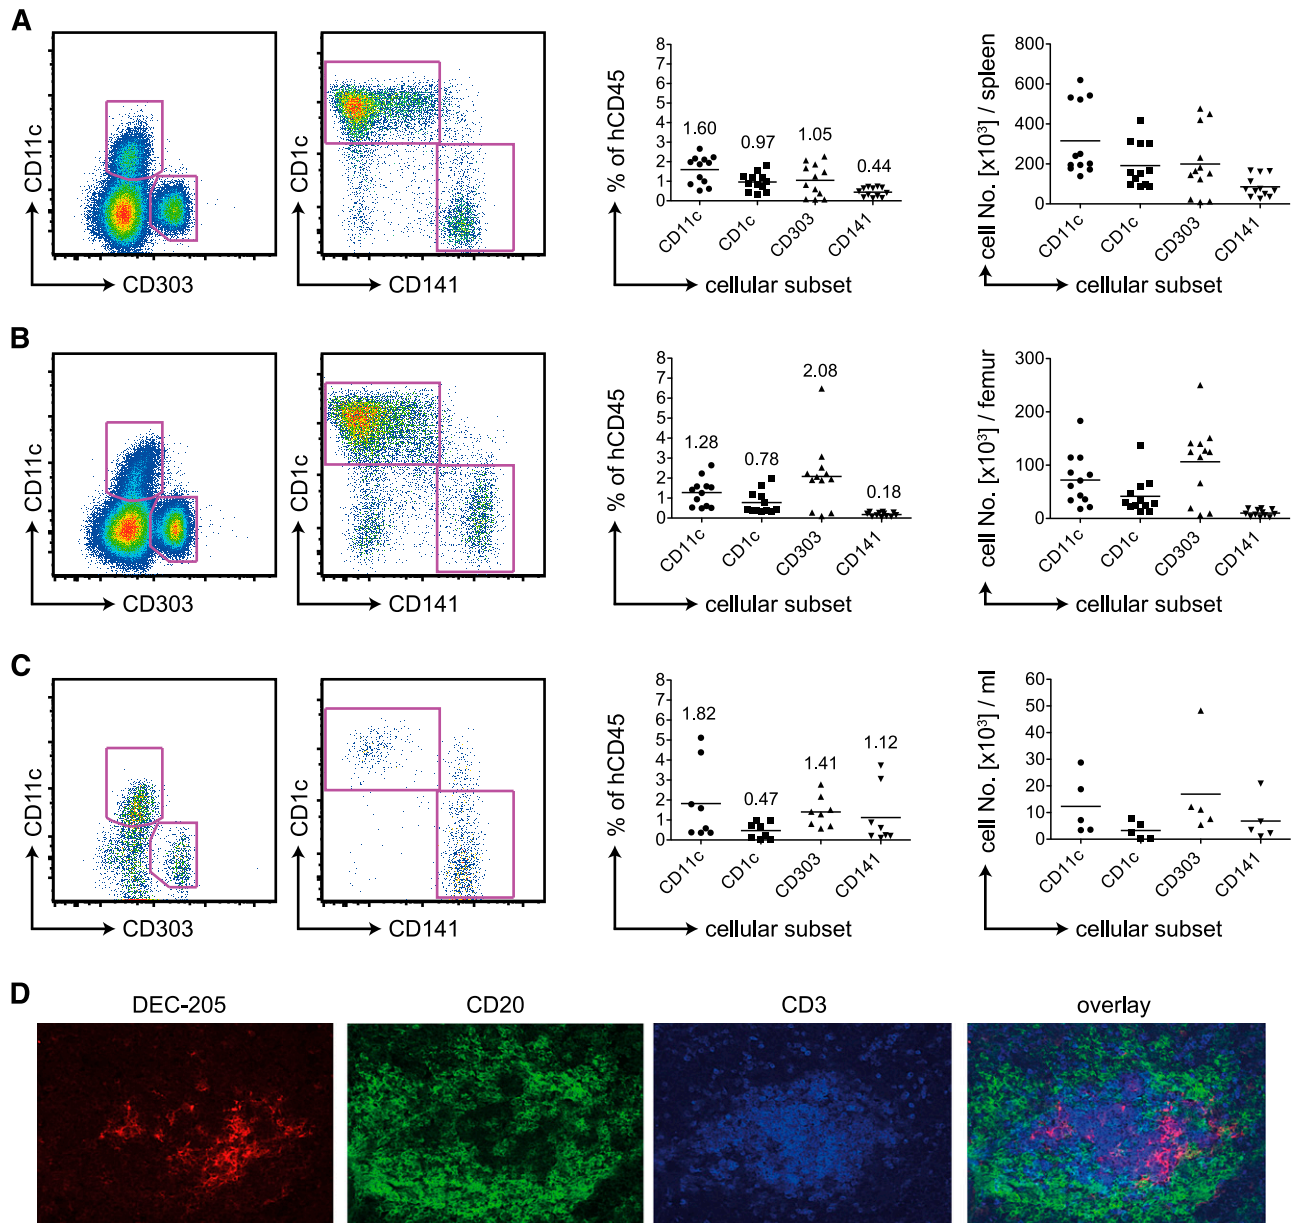 A
CD11c
CD303
CD1c
CD141
% of hCD45
8
7
6
5
4
3
2
1
0
1.60
0.97
1.05
0.44
CD11c
CD1c
CD303
CD141
cellular subset
cell No. [x10³] / spleen
800
600
400
200
0
CD11c
CD1c
CD303
CD141
cellular subset
B
CD11c
CD303
CD1c
CD141
% of hCD45
8
7
6
5
4
3
2
1
0
1.28
0.78
2.08
0.18
CD11c
CD1c
CD303
CD141
cellular subset
cell No. [x10³] / femur
300
200
100
0
CD11c
CD1c
CD303
CD141
cellular subset
C
CD11c
CD303
CD1c
CD141
% of hCD45
8
7
6
5
4
3
2
1
0
1.82
0.47
1.41
1.12
CD11c
CD1c
CD303
CD141
cellular subset
cell No. [x10³] / ml
60
50
40
30
20
10
0
CD11c
CD1c
CD303
CD141
cellular subset
D
DEC-205
CD20
CD3
overlay